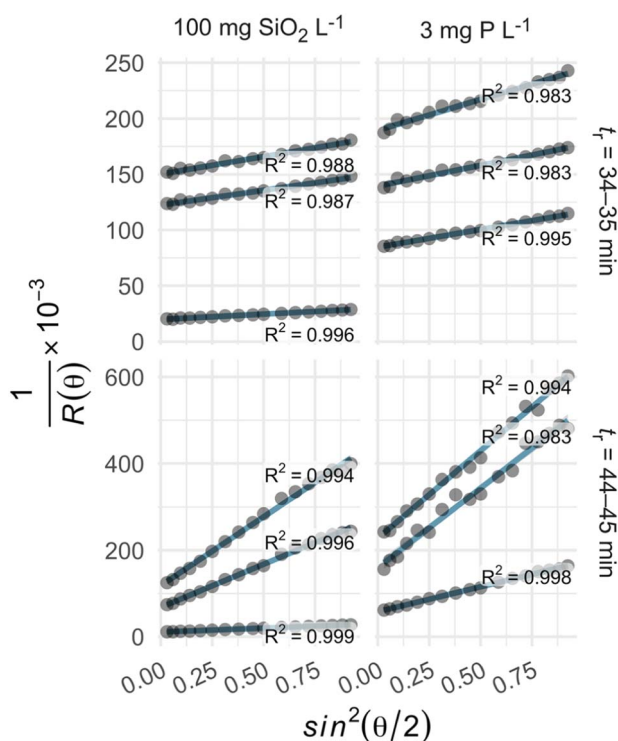 100 mg SiO₂ L⁻¹
3 mg P L⁻¹
250
200
150
100
50
0
R² = 0.988
R² = 0.987
R² = 0.996
R² = 0.983
R² = 0.983
R² = 0.995
tᵣ = 34–35 min
1/R(θ) × 10⁻³
600
400
200
0
R² = 0.994
R² = 0.996
R² = 0.999
R² = 0.994
R² = 0.983
R² = 0.998
tᵣ = 44–45 min
0.00 0.25 0.50 0.75
0.00 0.25 0.50 0.75
sin²(θ/2)